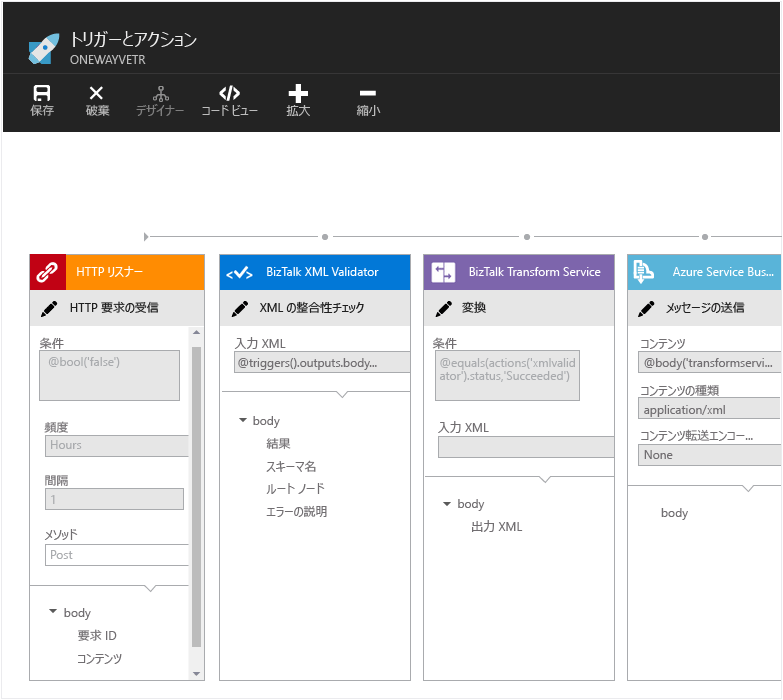 トリガーとアクション
ONEWAYVETR
保存
破棄
デザイナー
コードビュー
拡大
縮小
HTTP リスナー
HTTP 要求の受信
条件
@bool('false')
頻度
Hours
間隔
1
メソッド
Post
body
要求 ID
コンテンツ
BizTalk XML Validator
XML の整合性チェック
入力 XML
@triggers().outputs.body...
body
結果
スキーマ名
ルート ノード
エラーの説明
BizTalk Transform Service
変換
条件
@equals(actions('xmlvalid
ator').status,'Succeeded')
入力 XML
body
出力 XML
Azure Service Bus...
メッセージの送信
コンテンツ
@body('transformservi...
コンテンツの種類
application/xml
コンテンツ転送エンコー...
None
body